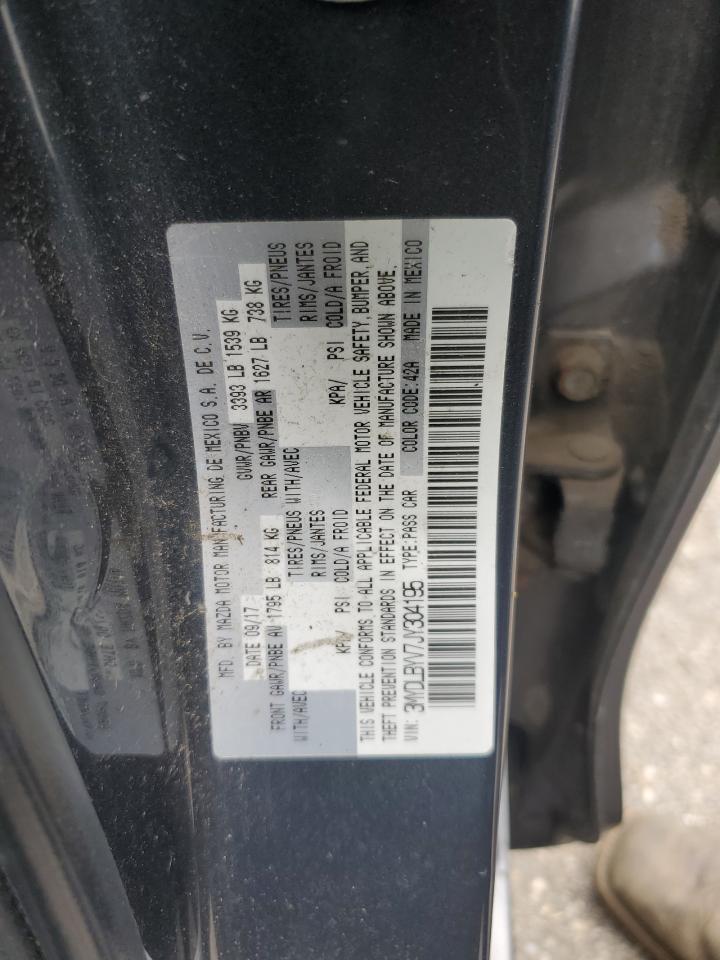 MFD. BY MAZDA MOTOR MANUFACTURING DE MEXICO S.A. DE C.V.
DATE 09/17 GVWR/PNBV 3393 LB 1539 KG
FRONT GAWR/PNBE AV 1795 LB 814 KG REAR GAWR/PNBE AR 1627 LB 738 KG
WITH/AVEC TIRES/PNEUS WITH/AVEC TIRES/PNEUS
RIMS/JANTES RIMS/JANTES
KPA/ PSI COLD/A FROID KPA/ PSI COLD/A FROID
THIS VEHICLE CONFORMS TO ALL APPLICABLE FEDERAL MOTOR VEHICLE SAFETY, BUMPER, AND
THEFT PREVENTION STANDARDS IN EFFECT ON THE DATE OF MANUFACTURE SHOWN ABOVE.
VIN: 3MYDLBYV7JY304195 TYPE:PASS CAR COLOR CODE:42A MADE IN MEXICO